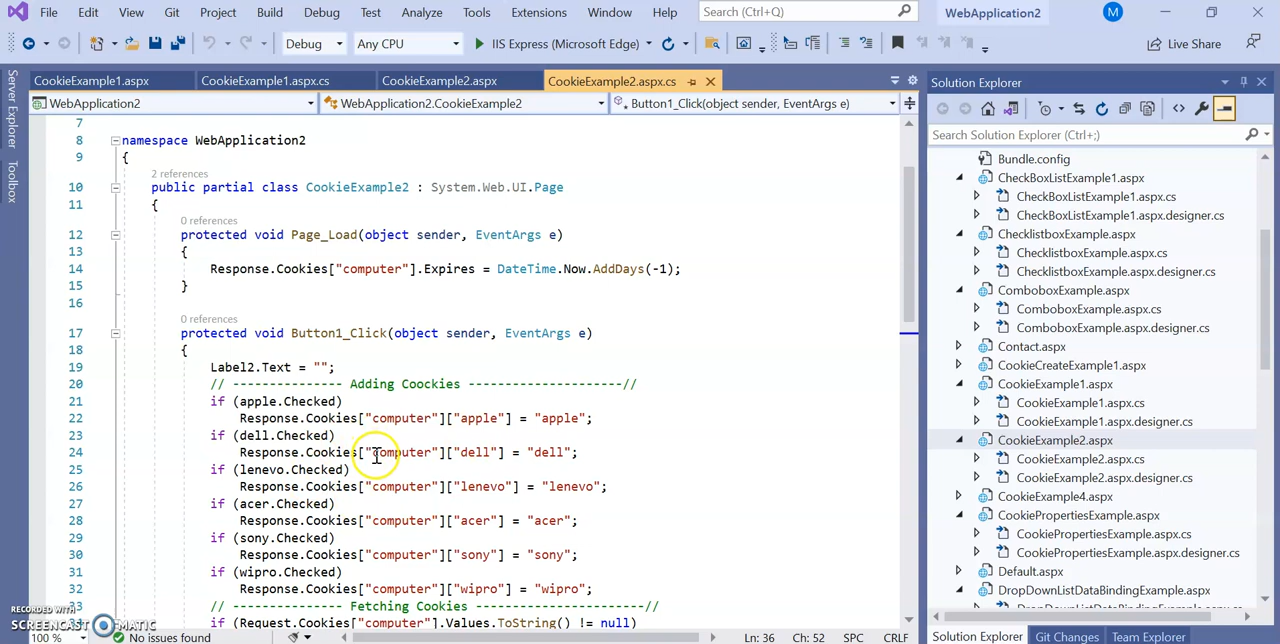 File Edit View Git Project Build Debug Test Analyze Tools Extensions Window Help Search (Ctrl+Q) WebApplication2 M
Debug Any CPU IIS Express (Microsoft Edge) Live Share
Server Explorer
Toolbox
CookieExample1.aspx CookieExample1.aspx.cs CookieExample2.aspx CookieExample2.aspx.cs
WebApplication2 WebApplication2.CookieExample2 Button1_Click(object sender, EventArgs e)
7
8 namespace WebApplication2
9 {
2 references
10 public partial class CookieExample2 : System.Web.UI.Page
11 {
0 references
12 protected void Page_Load(object sender, EventArgs e)
13 {
14 Response.Cookies["computer"].Expires = DateTime.Now.AddDays(-1);
15 }
16
0 references
17 protected void Button1_Click(object sender, EventArgs e)
18 {
19 Label2.Text = "";
20 // -------------- Adding Coockies ---------------------//
21 if (apple.Checked)
22 Response.Cookies["computer"]["apple"] = "apple";
23 if (dell.Checked)
24 Response.Cookies["computer"]["dell"] = "dell";
25 if (lenevo.Checked)
26 Response.Cookies["computer"]["lenevo"] = "lenevo";
27 if (acer.Checked)
28 Response.Cookies["computer"]["acer"] = "acer";
29 if (sony.Checked)
30 Response.Cookies["computer"]["sony"] = "sony";
31 if (wipro.Checked)
32 Response.Cookies["computer"]["wipro"] = "wipro";
// -------------- Fetching Cookies --------------------//
if (Request.Cookies["computer"].Values.ToString() != null)
RECORDED WITH
SCREENCAST MATIC
100 % No issues found Ln: 36 Ch: 52 SPC CRLF
Solution Explorer
Search Solution Explorer (Ctrl+;)
Bundle.config
CheckBoxListExample1.aspx
CheckBoxListExample1.aspx.cs
CheckBoxListExample1.aspx.designer.cs
ChecklistboxExample.aspx
ChecklistboxExample.aspx.cs
ChecklistboxExample.aspx.designer.cs
ComboboxExample.aspx
ComboboxExample.aspx.cs
ComboboxExample.aspx.designer.cs
Contact.aspx
CookieCreateExample1.aspx
CookieExample1.aspx
CookieExample1.aspx.cs
CookieExample1.aspx.designer.cs
CookieExample2.aspx
CookieExample2.aspx.cs
CookieExample2.aspx.designer.cs
CookieExample4.aspx
CookiePropertiesExample.aspx
CookiePropertiesExample.aspx.cs
CookiePropertiesExample.aspx.designer.cs
Default.aspx
DropDownListDataBindingExample.aspx
Solution Explorer Git Changes Team Explorer